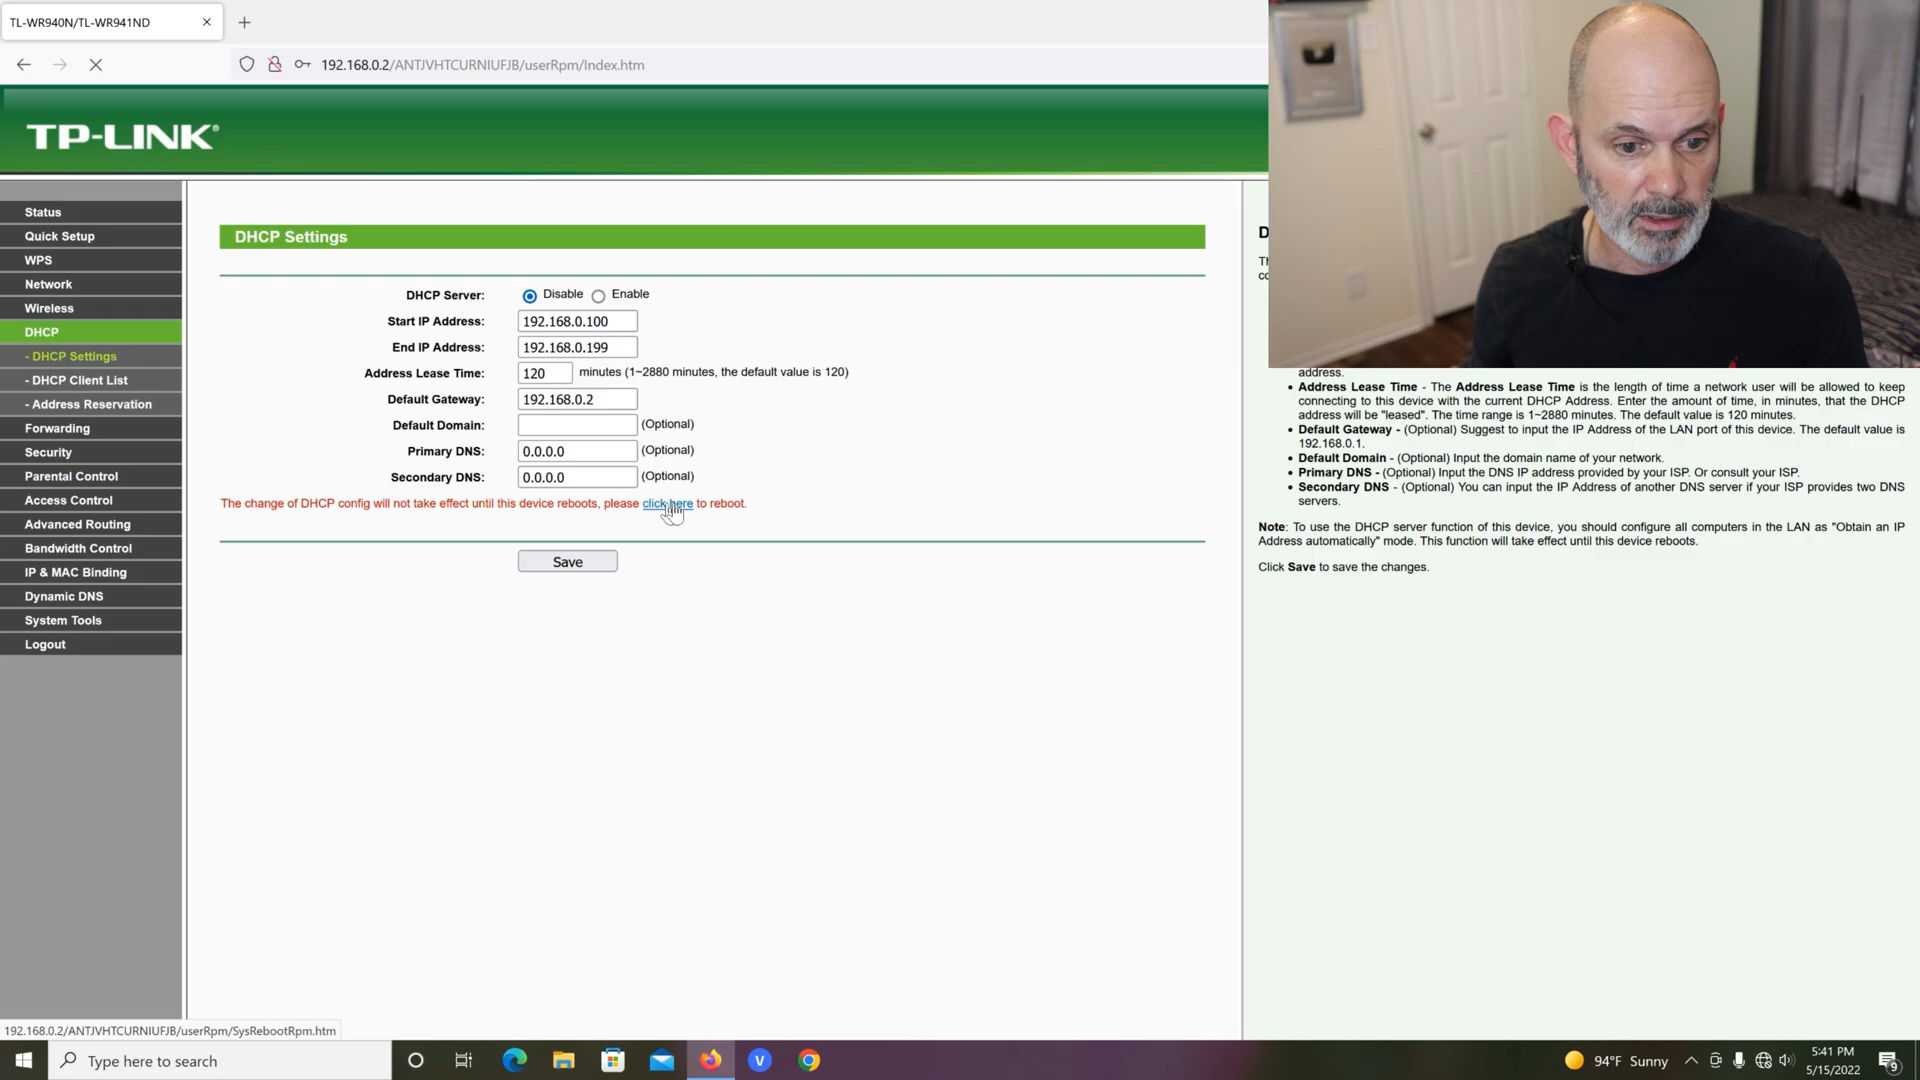 TL-WR940N/TL-WR941ND
192.168.0.2/ANTJVHTCURNIUFJB/userRpm/Index.htm
TP-LINK®
Status
Quick Setup
WPS
Network
Wireless
DHCP
- DHCP Settings
- DHCP Client List
- Address Reservation
Forwarding
Security
Parental Control
Access Control
Advanced Routing
Bandwidth Control
IP & MAC Binding
Dynamic DNS
System Tools
Logout
DHCP Settings
DHCP Server: Disable Enable
Start IP Address: 192.168.0.100
End IP Address: 192.168.0.199
Address Lease Time: 120 minutes (1~2880 minutes, the default value is 120)
Default Gateway: 192.168.0.2
Default Domain: (Optional)
Primary DNS: 0.0.0.0 (Optional)
Secondary DNS: 0.0.0.0 (Optional)
The change of DHCP config will not take effect until this device reboots, please click here to reboot.
Save
address.
• Address Lease Time - The Address Lease Time is the length of time a network user will be allowed to keep
connecting to this device with the current DHCP Address. Enter the amount of time, in minutes, that the DHCP
address will be "leased". The time range is 1~2880 minutes. The default value is 120 minutes.
• Default Gateway - (Optional) Suggest to input the IP Address of the LAN port of this device. The default value is
192.168.0.1.
• Default Domain - (Optional) Input the domain name of your network.
• Primary DNS - (Optional) Input the DNS IP address provided by your ISP. Or consult your ISP.
• Secondary DNS - (Optional) You can input the IP Address of another DNS server if your ISP provides two DNS
servers.
Note: To use the DHCP server function of this device, you should configure all computers in the LAN as "Obtain an IP
Address automatically" mode. This function will take effect until this device reboots.
Click Save to save the changes.
192.168.0.2/ANTJVHTCURNIUFJB/userRpm/SysRebootRpm.htm
Type here to search
V
94°F Sunny
5:41 PM
5/15/2022
9